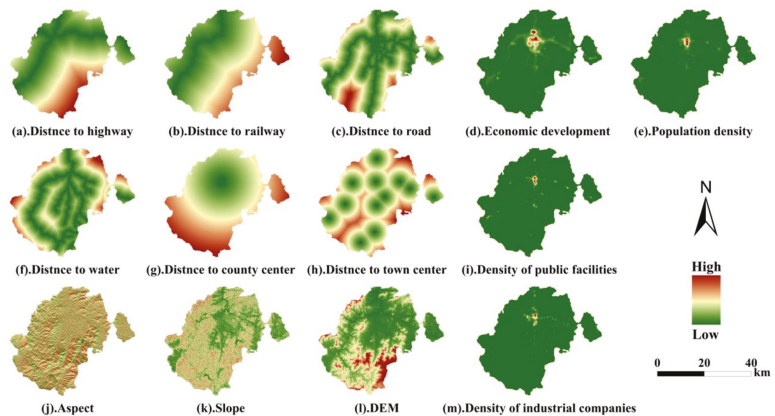 (a).Distnce to highway
(b).Distnce to railway
(c).Distnce to road
(d).Economic development
(e).Population density
(f).Distnce to water
(g).Distnce to county center
(h).Distnce to town center
(i).Density of public facilities
N
High
Low
(j).Aspect
(k).Slope
(l).DEM
(m).Density of industrial companies
0 20 40
km